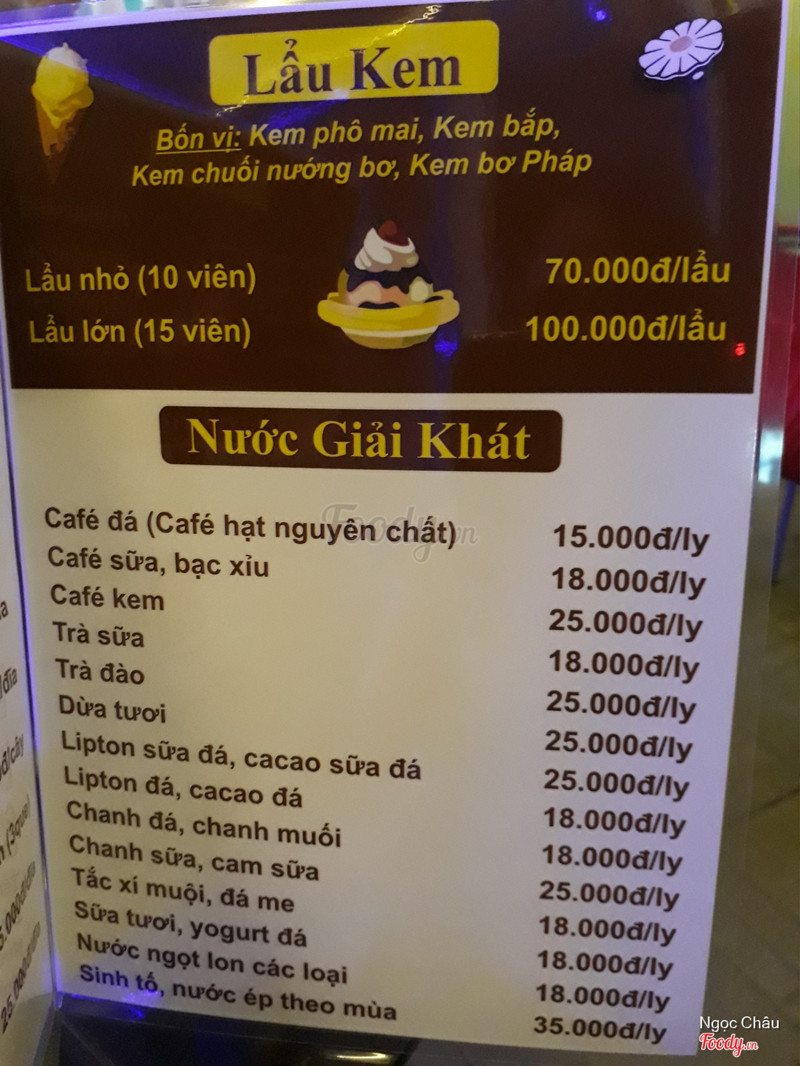 Lẩu Kem
Bốn vị: Kem phô mai, Kem bắp,
Kem chuối nướng bơ, Kem bơ Pháp
Lẩu nhỏ (10 viên) 70.000đ/lẩu
Lẩu lớn (15 viên) 100.000đ/lẩu
Nước Giải Khát
Café đá (Café hạt nguyên chất) 15.000đ/ly
Café sữa, bạc xỉu 18.000đ/ly
Café kem 25.000đ/ly
Trà sữa 18.000đ/ly
Trà đào 25.000đ/ly
Dừa tươi 25.000đ/ly
Lipton sữa đá, cacao sữa đá 25.000đ/ly
Lipton đá, cacao đá 18.000đ/ly
Chanh đá, chanh muối 18.000đ/ly
Chanh sữa, cam sữa 25.000đ/ly
Tắc xí muội, đá me 18.000đ/ly
Sữa tươi, yogurt đá 18.000đ/ly
Nước ngọt lon các loại 18.000đ/ly
Sinh tố, nước ép theo mùa 35.000đ/ly
Foody.vn
/đĩa
đ/cây
(3que)
Ngọc Châu
Foody.vn